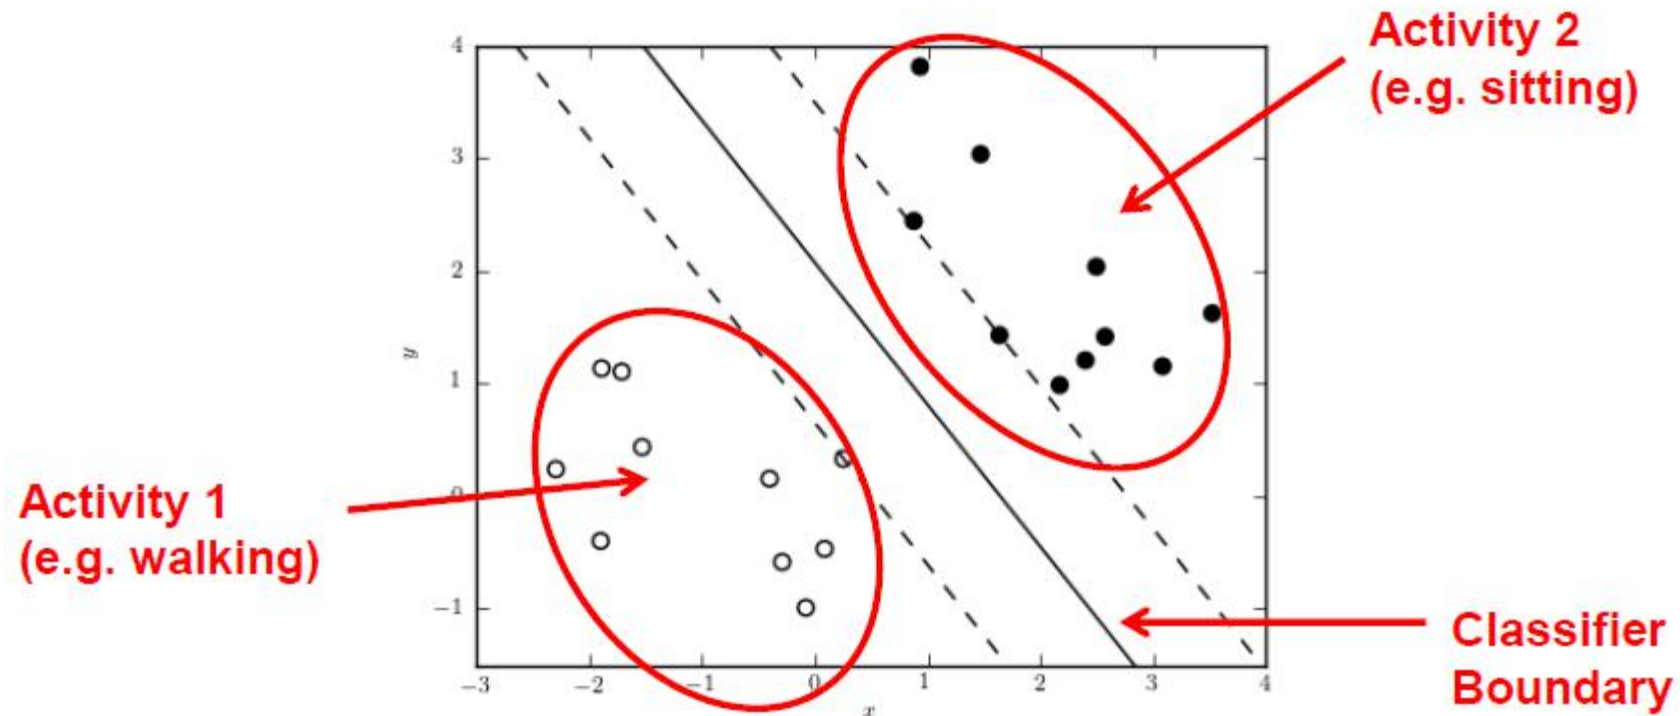 Activity 2
(e.g. sitting)
4
3
2
1
0
−1
y
Activity 1
(e.g. walking)
Classifier
Boundary
−3 −2 −1 0 1 2 3 4
x